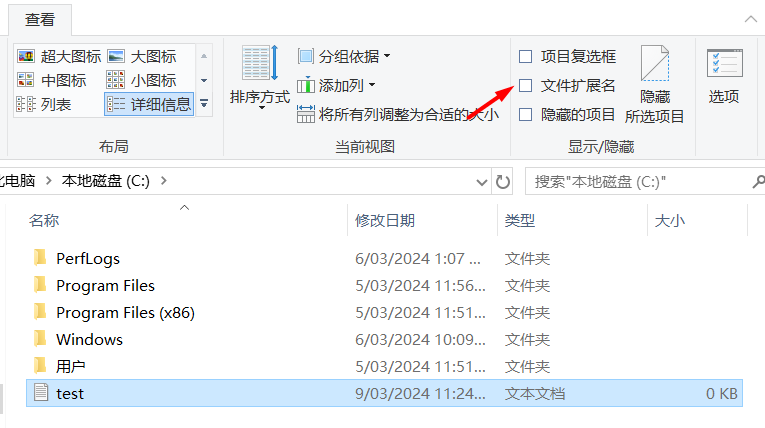 查看
超大图标 大图标
中图标 小图标
列表 详细信息
布局
排序方式
分组依据
添加列
将所有列调整为合适的大小
当前视图
项目复选框
文件扩展名
隐藏的项目
隐藏
所选项目
显示/隐藏
选项
电脑 本地磁盘 (C:)
搜索"本地磁盘 (C:)"
名称 修改日期 类型 大小
PerfLogs 6/03/2024 1:07 ... 文件夹
Program Files 5/03/2024 11:56... 文件夹
Program Files (x86) 5/03/2024 11:51... 文件夹
Windows 6/03/2024 10:09... 文件夹
用户 5/03/2024 11:51... 文件夹
test 9/03/2024 11:24... 文本文档 0 KB